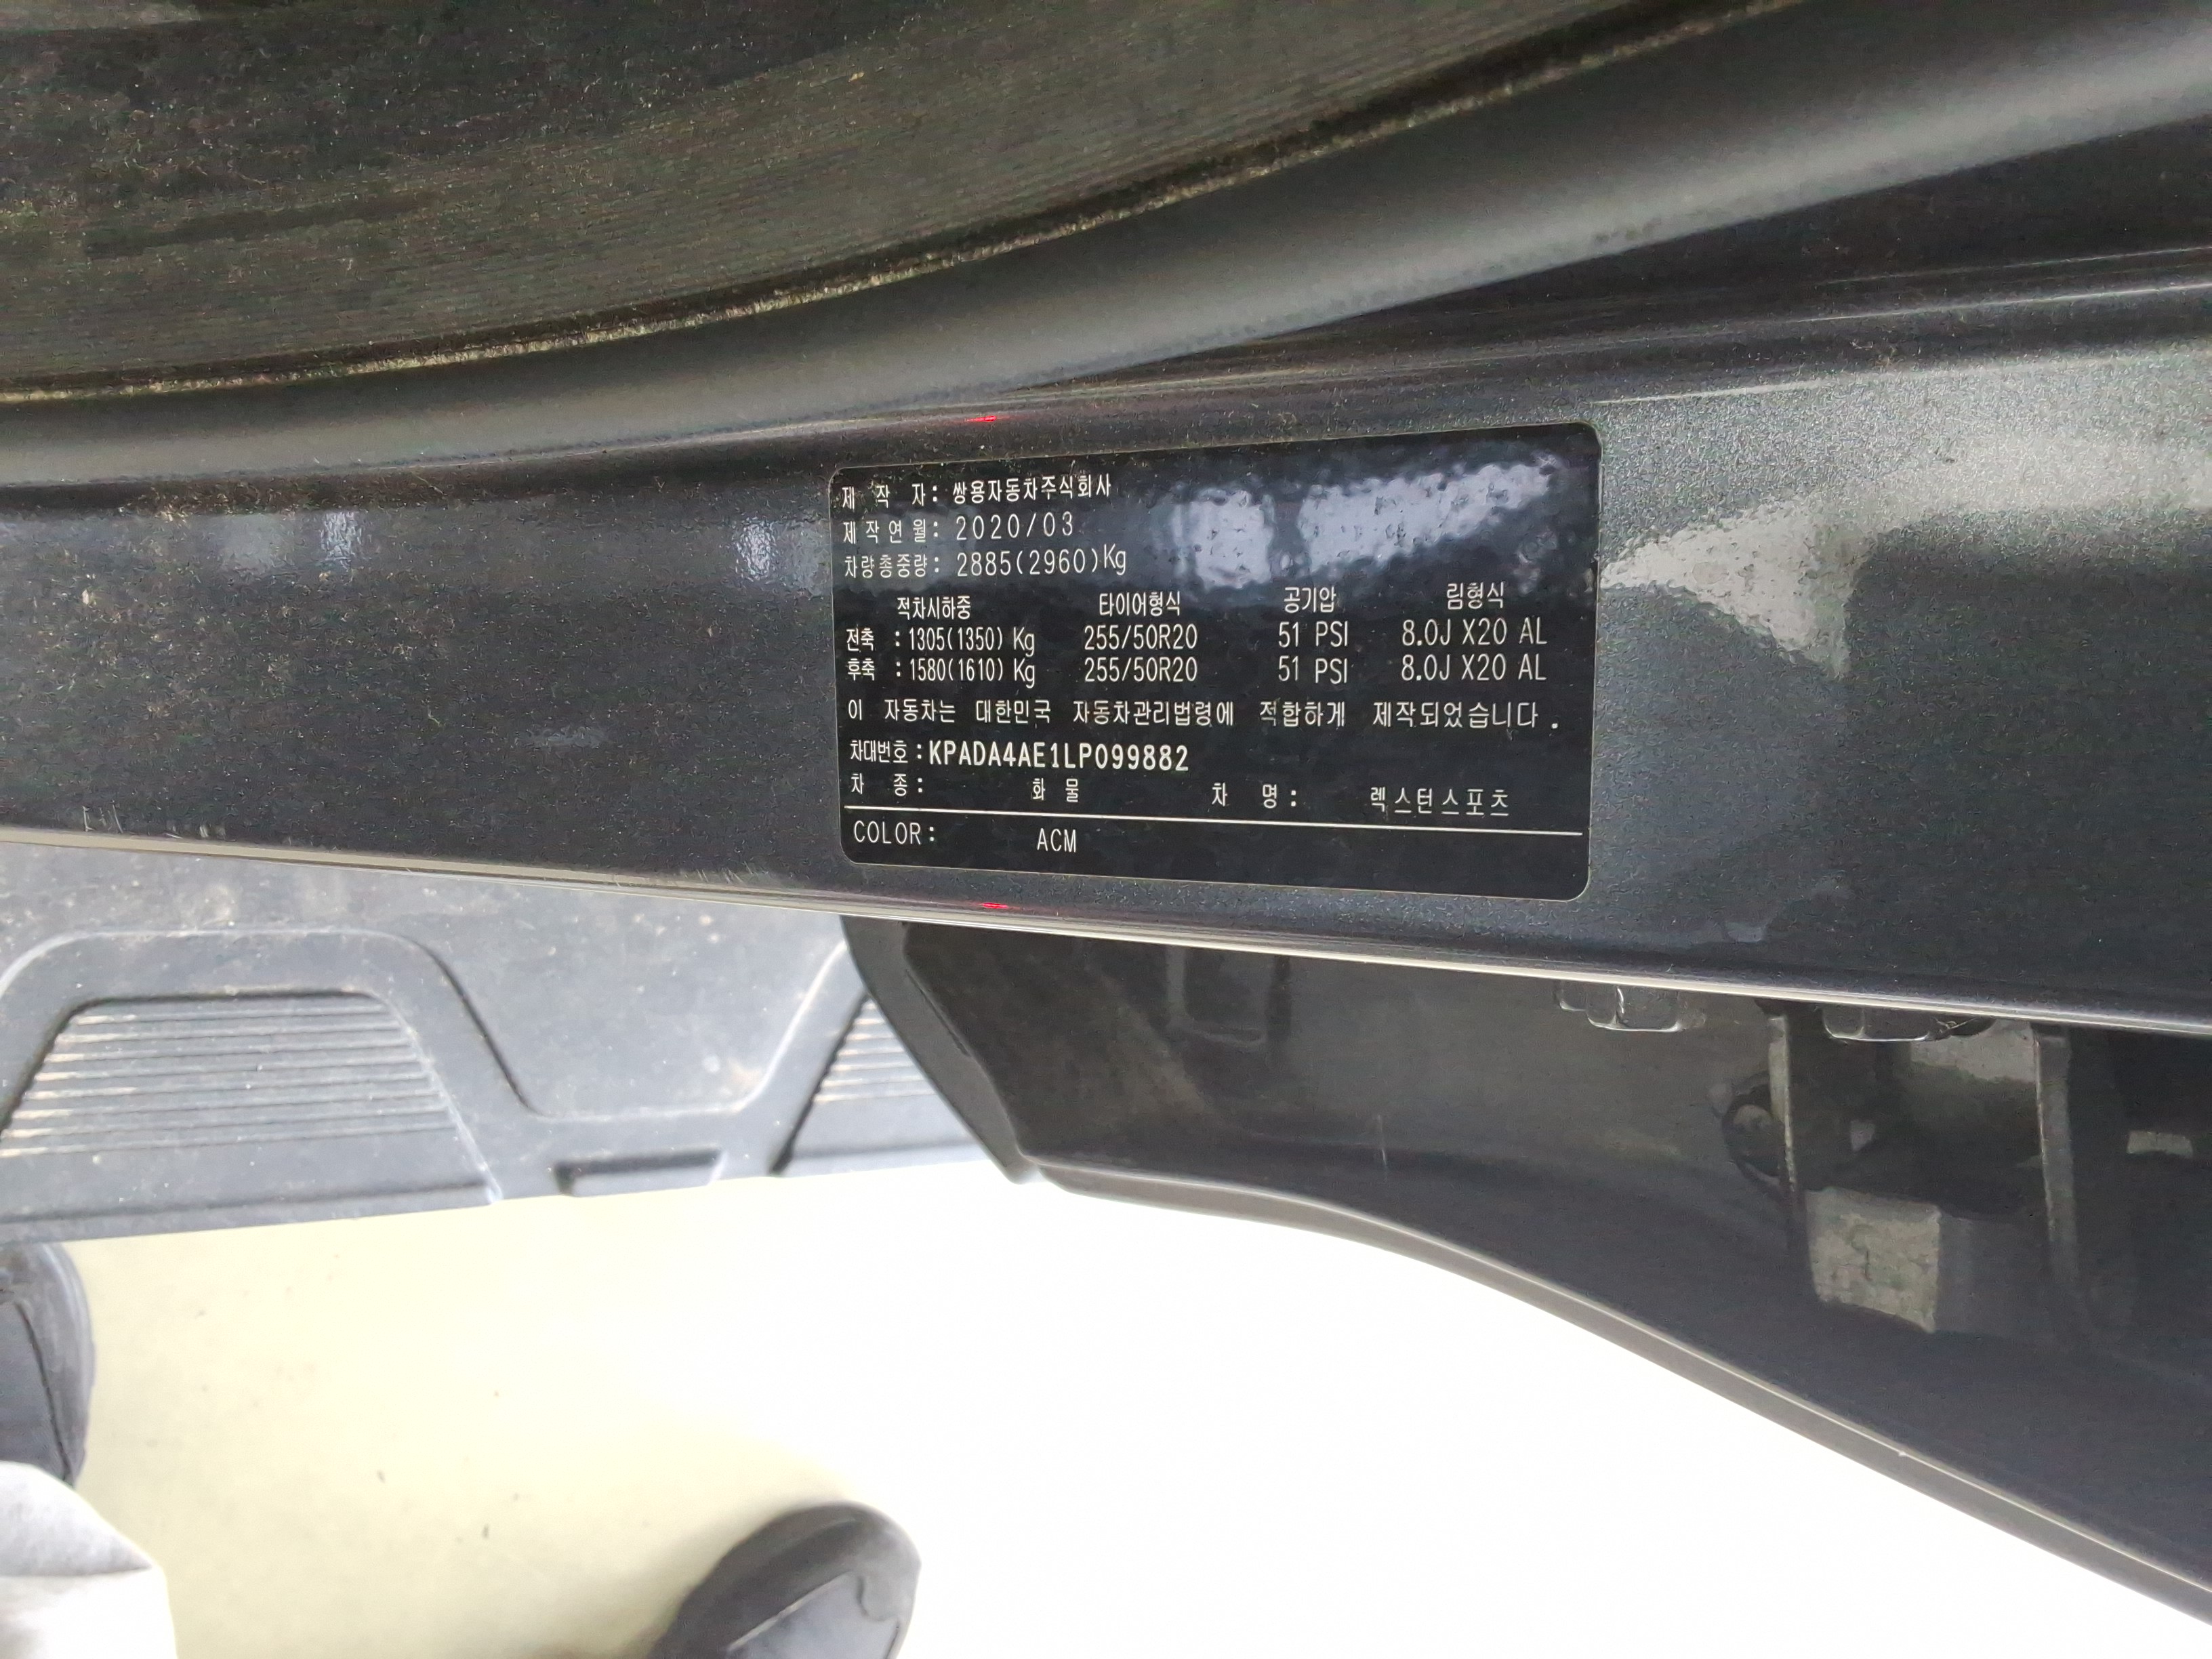 제 작 자: 쌍용자동차주식회사
제작연월: 2020/03
차량총중량: 2885(2960)Kg
적차시하중 타이어형식 공기압 림형식
전축 : 1305(1350) Kg 255/50R20 51 PSI 8.0J X20 AL
후축 : 1580(1610) Kg 255/50R20 51 PSI 8.0J X20 AL
이 자동차는 대한민국 자동차관리법령에 적합하게 제작되었습니다.
차대번호:KPADA4AE1LP099882
차 종: 화 물 차 명: 렉스턴스포츠
COLOR: ACM